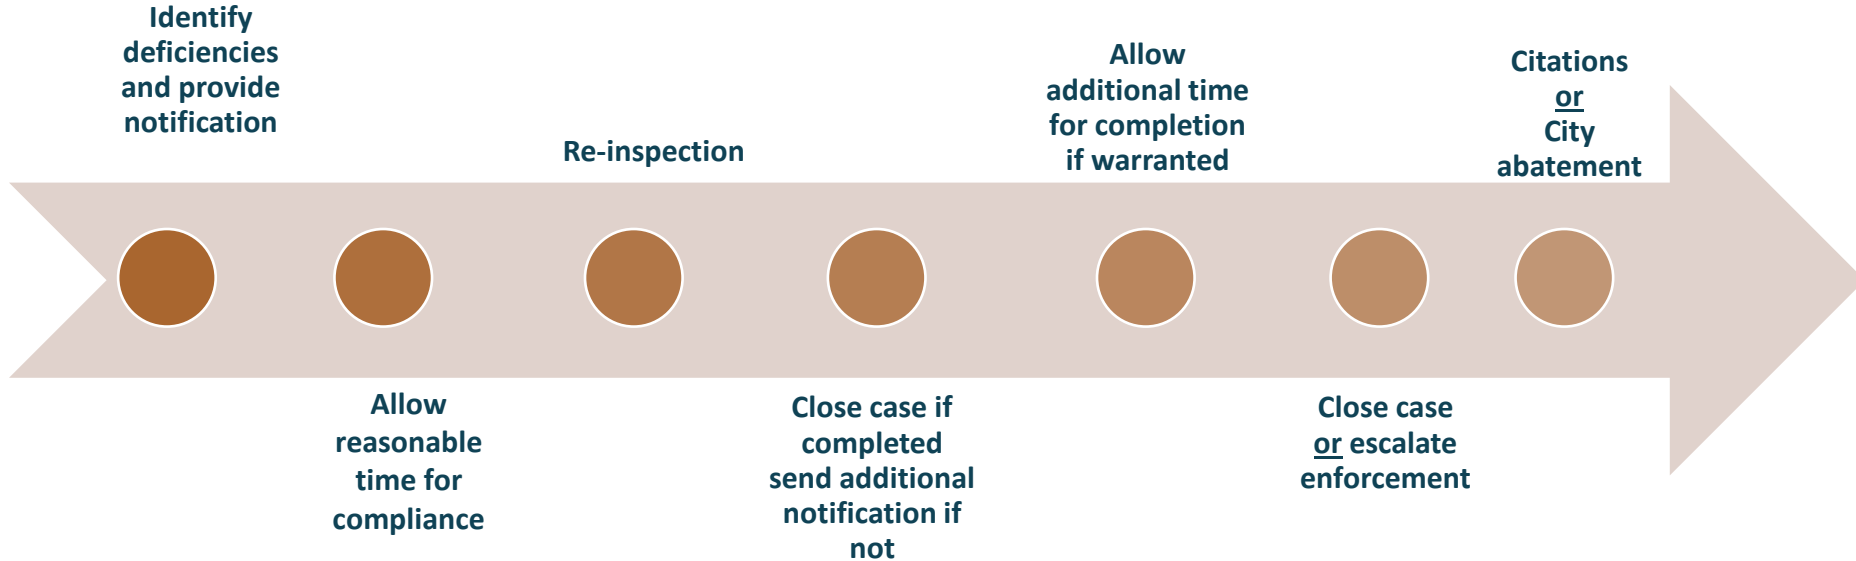 Identify
deficiencies
and provide
notification
Allow
reasonable
time for
compliance
Re-inspection
Close case if
completed
send additional
notification if
not
Allow
additional time
for completion
if warranted
Close case
or escalate
enforcement
Citations
or
City
abatement